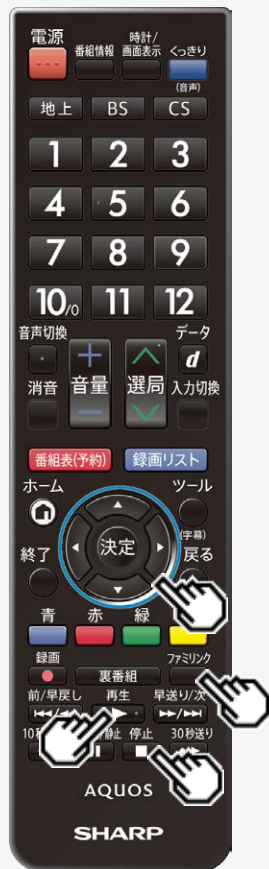 電源
番組情報
時計/
画面表示
くっきり
(音声)
地上 BS CS
1 2 3
4 5 6
7 8 9
10/0 11 12
音声切換 データ
d
消音 音量 選局 入力切換
番組表(予約) 録画リスト
ホーム ツール
決定
(字幕)
終了 戻る
青 赤 緑
録画 裏番組 ファミリンク
前/早戻し 再生 早送り/次
停止 30秒送り
AQUOS
SHARP